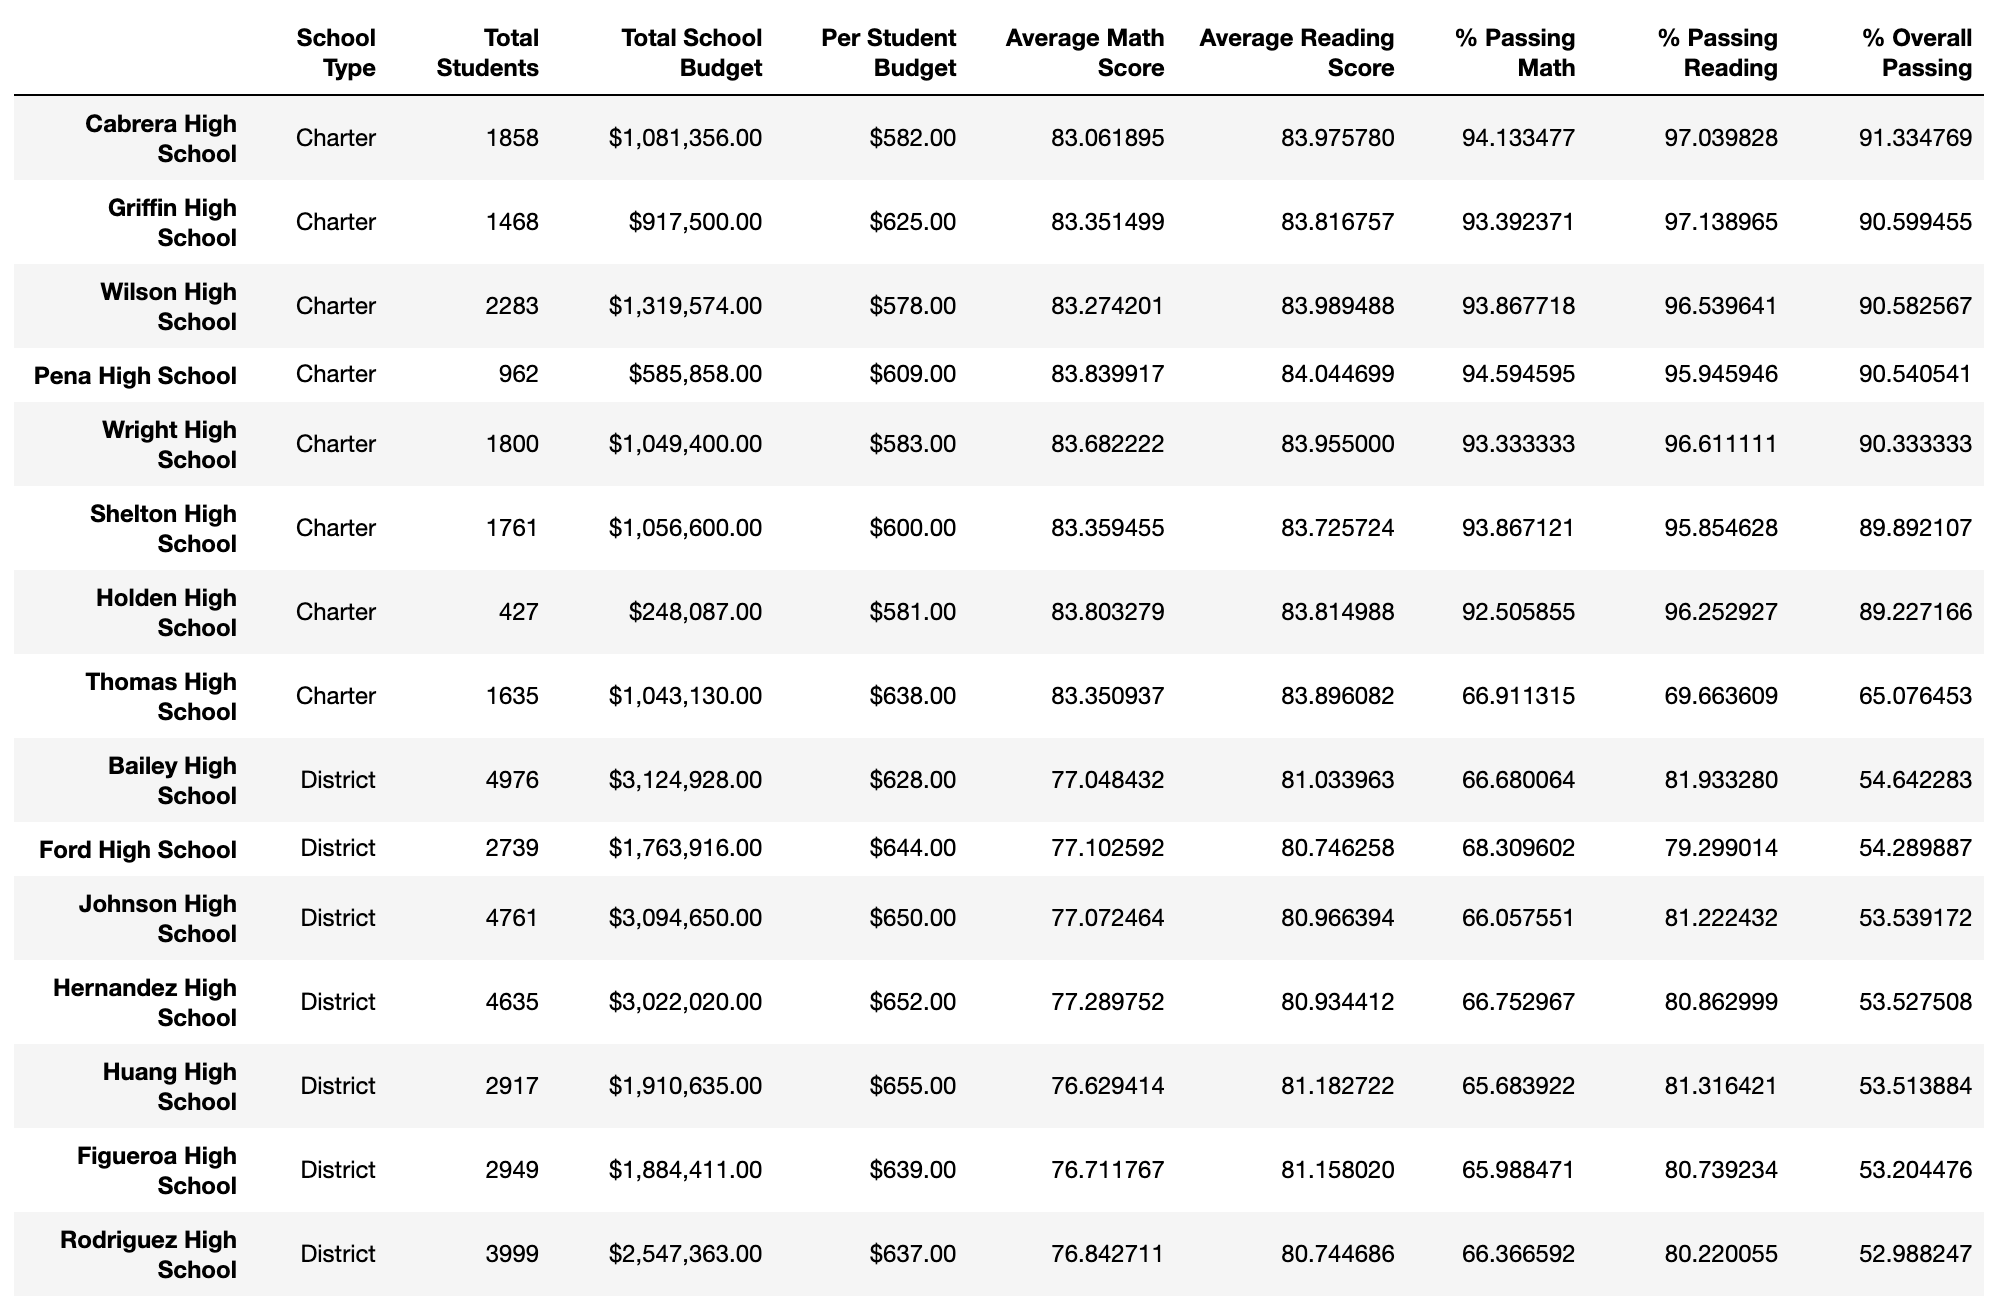 School Type Total Students Total School Budget Per Student Budget Average Math Score Average Reading Score % Passing Math % Passing Reading % Overall Passing
Cabrera High School Charter 1858 $1,081,356.00 $582.00 83.061895 83.975780 94.133477 97.039828 91.334769
Griffin High School Charter 1468 $917,500.00 $625.00 83.351499 83.816757 93.392371 97.138965 90.599455
Wilson High School Charter 2283 $1,319,574.00 $578.00 83.274201 83.989488 93.867718 96.539641 90.582567
Pena High School Charter 962 $585,858.00 $609.00 83.839917 84.044699 94.594595 95.945946 90.540541
Wright High School Charter 1800 $1,049,400.00 $583.00 83.682222 83.955000 93.333333 96.611111 90.333333
Shelton High School Charter 1761 $1,056,600.00 $600.00 83.359455 83.725724 93.867121 95.854628 89.892107
Holden High School Charter 427 $248,087.00 $581.00 83.803279 83.814988 92.505855 96.252927 89.227166
Thomas High School Charter 1635 $1,043,130.00 $638.00 83.350937 83.896082 66.911315 69.663609 65.076453
Bailey High School District 4976 $3,124,928.00 $628.00 77.048432 81.033963 66.680064 81.933280 54.642283
Ford High School District 2739 $1,763,916.00 $644.00 77.102592 80.746258 68.309602 79.299014 54.289887
Johnson High School District 4761 $3,094,650.00 $650.00 77.072464 80.966394 66.057551 81.222432 53.539172
Hernandez High School District 4635 $3,022,020.00 $652.00 77.289752 80.934412 66.752967 80.862999 53.527508
Huang High School District 2917 $1,910,635.00 $655.00 76.629414 81.182722 65.683922 81.316421 53.513884
Figueroa High School District 2949 $1,884,411.00 $639.00 76.711767 81.158020 65.988471 80.739234 53.204476
Rodriguez High School District 3999 $2,547,363.00 $637.00 76.842711 80.744686 66.366592 80.220055 52.988247